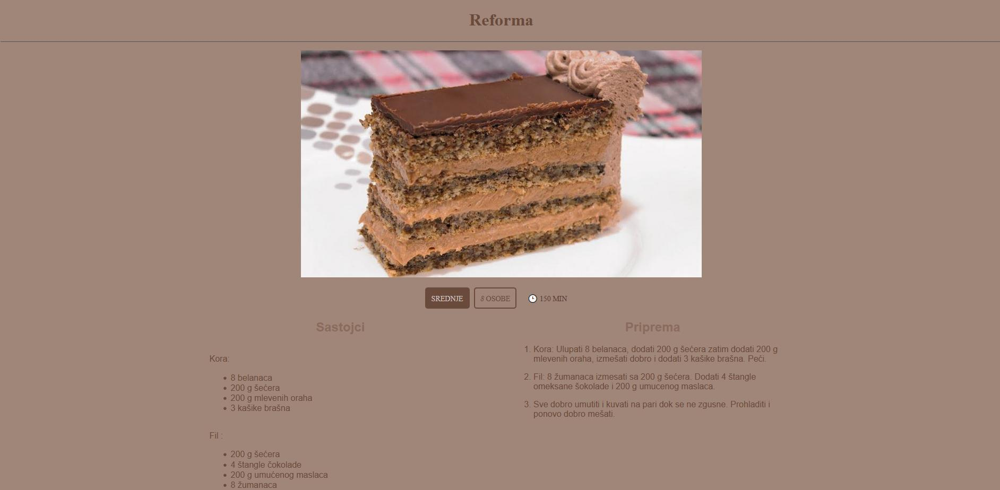 Reforma
SREDNJE
8 OSOBE
150 MIN
Sastojci
Kora:
8 belanaca
200 g šećera
200 g mlevenih oraha
3 kašike brašna
Fil :
200 g šećera
4 štangle čokolade
200 g umućenog maslaca
8 žumanaca
Priprema
1. Kora: Ulupati 8 belanaca, dodati 200 g šećera zatim dodati 200 g
mlevenih oraha, izmešati dobro i dodati 3 kašike brašna. Peći.
2. Fil: 8 žumanaca izmesati sa 200 g šećera. Dodati 4 štangle
omeksane šokolade i 200 g umucenog maslaca.
3. Sve dobro umutiti i kuvati na pari dok se ne zgusne. Prohladiti i
ponovo dobro mešati.